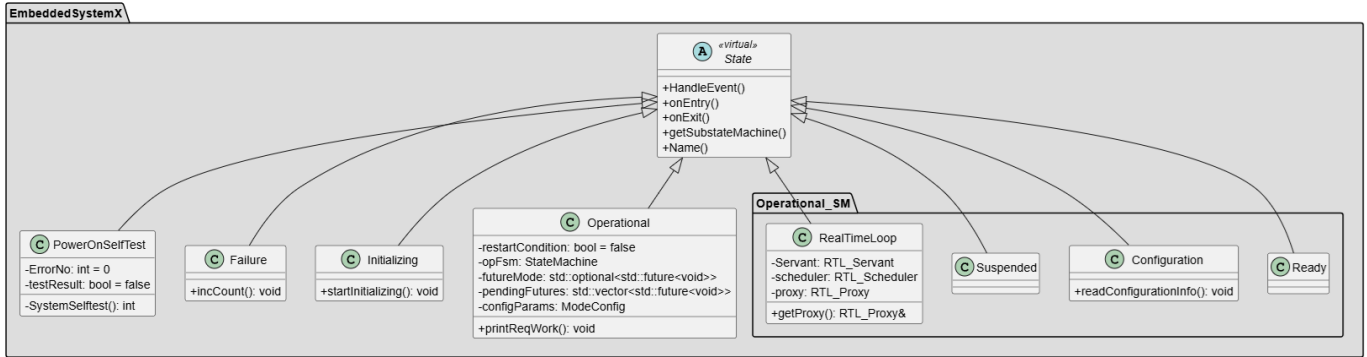 EmbeddedSystemX
A
«virtual»
State
+HandleEvent()
+onEntry()
+onExit()
+getSubstateMachine()
+Name()
C PowerOnSelfTest
-ErrorNo: int = 0
-testResult: bool = false
-SystemSelftest(): int
C Failure
+incCount(): void
C Initializing
+startInitializing(): void
C Operational
-restartCondition: bool = false
-opFsm: StateMachine
-futureMode: std::optional<std::future<void>>
-pendingFutures: std::vector<std::future<void>>
-configParams: ModeConfig
+printReqWork(): void
Operational_SM
C RealTimeLoop
-Servant: RTL_Servant
-scheduler: RTL_Scheduler
-proxy: RTL_Proxy
+getProxy(): RTL_Proxy&
C Suspended
C Configuration
+readConfigurationInfo(): void
C Ready